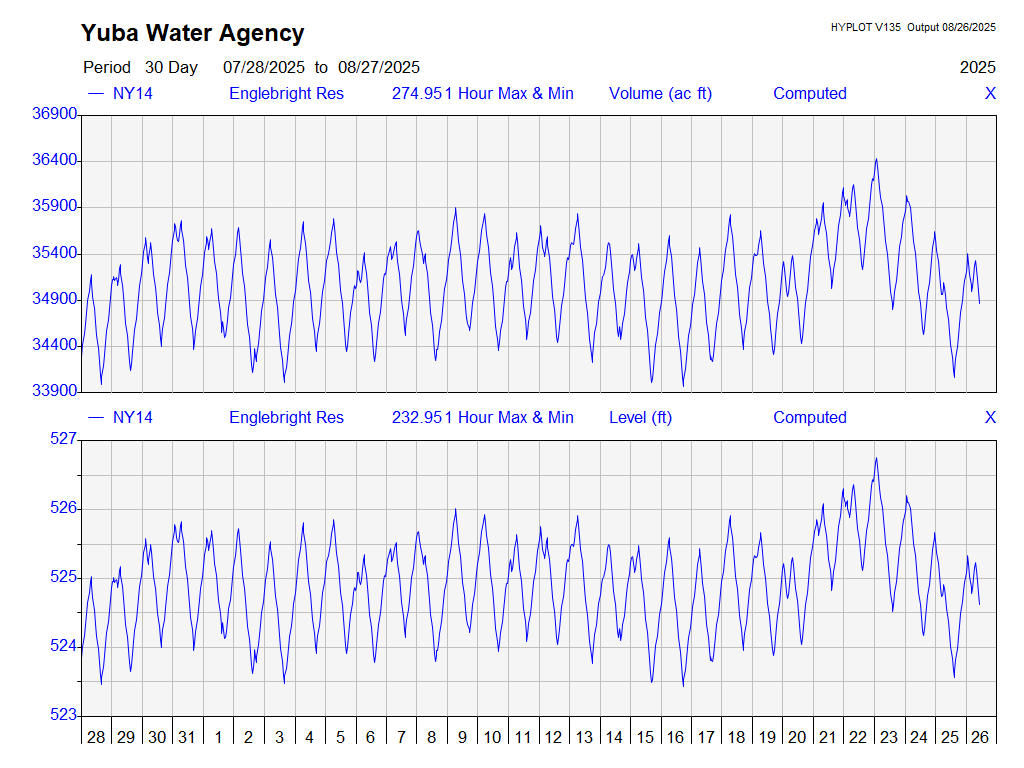 Yuba Water Agency
HYPLOT V135 Output 08/26/2025
Period 30 Day 07/28/2025 to 08/27/2025
2025
NY14 Englebright Res 274.951 Hour Max & Min Volume (ac ft) Computed X
36900
36400
35900
35400
34900
34400
33900
NY14 Englebright Res 232.951 Hour Max & Min Level (ft) Computed X
527
526
525
524
523
28 29 30 31 1 2 3 4 5 6 7 8 9 10 11 12 13 14 15 16 17 18 19 20 21 22 23 24 25 26